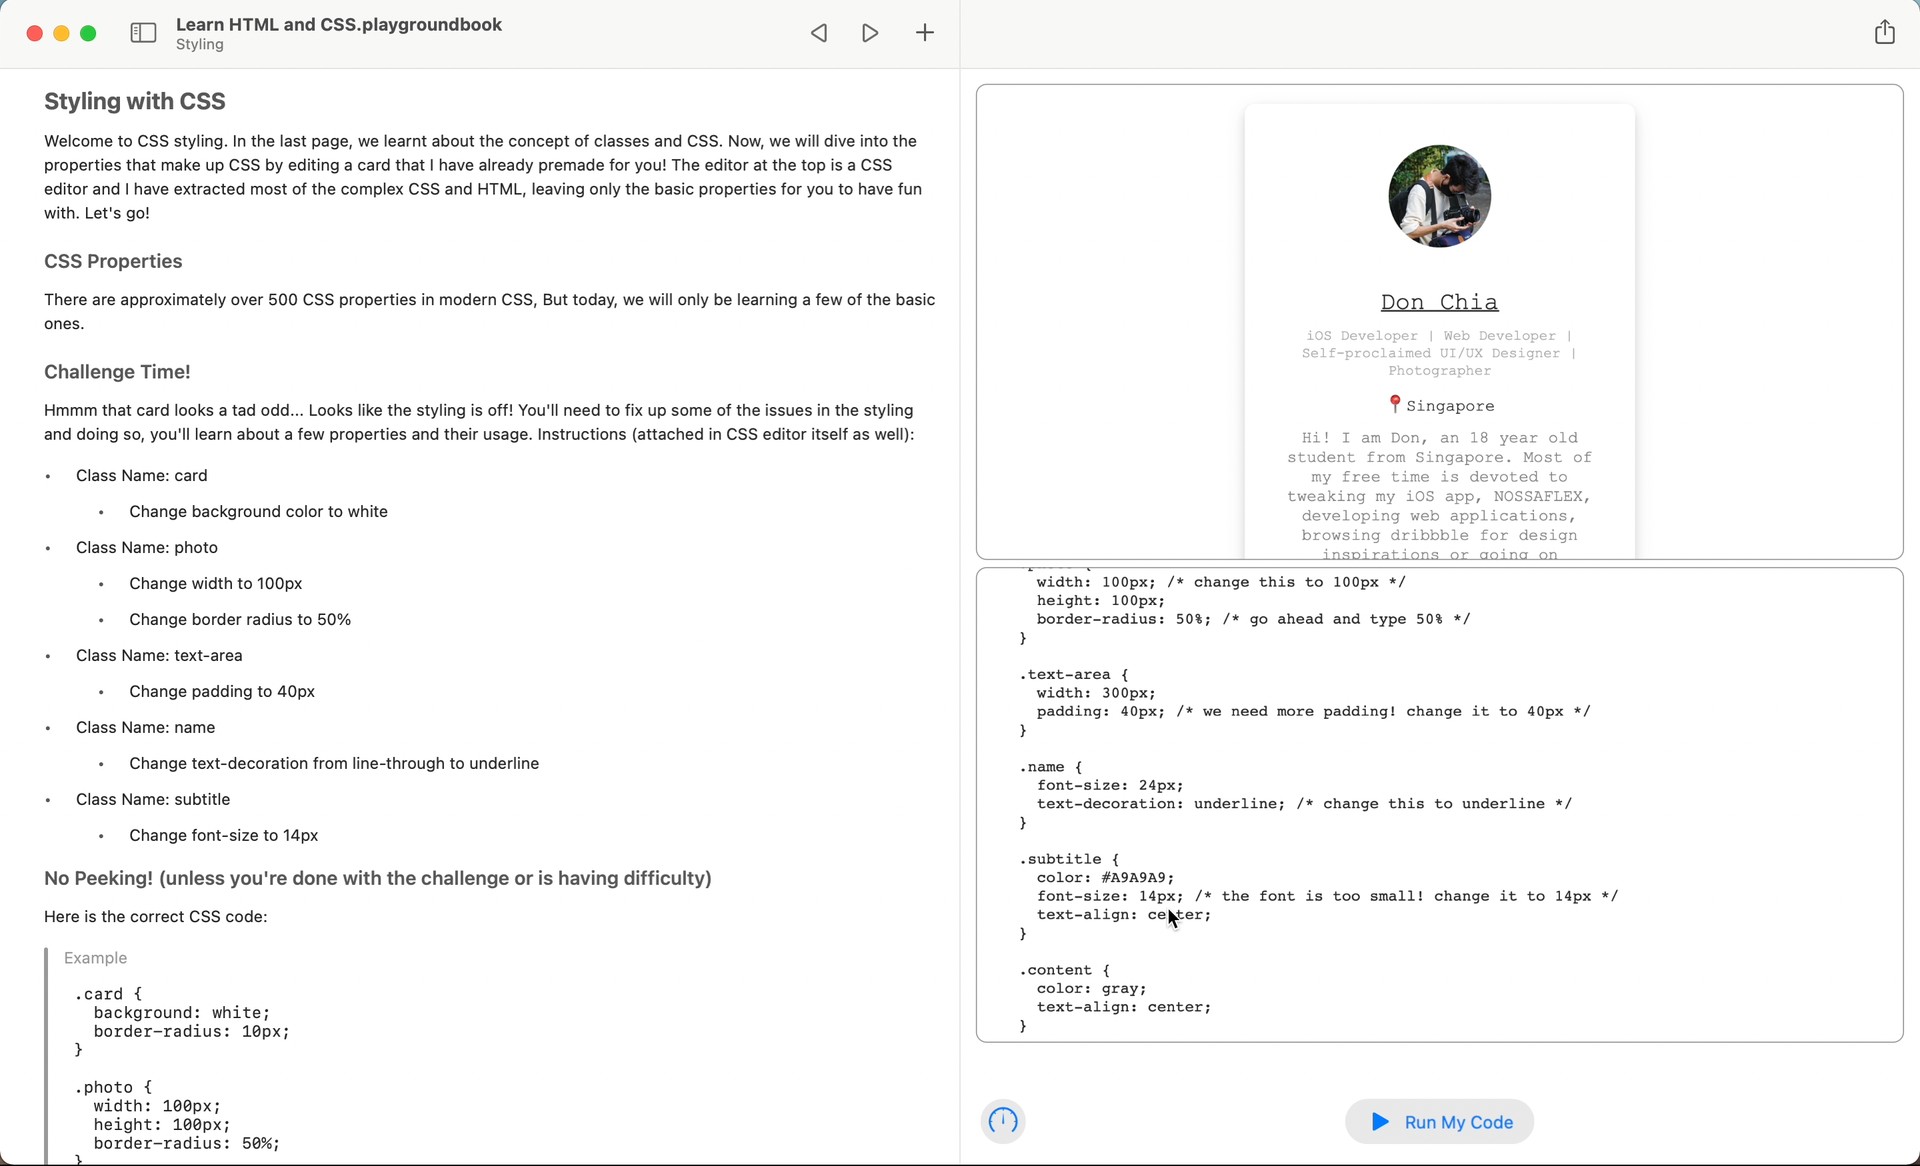 Learn HTML and CSS.playgroundbook
Styling
Styling with CSS
Welcome to CSS styling. In the last page, we learnt about the concept of classes and CSS. Now, we will dive into the
properties that make up CSS by editing a card that I have already premade for you! The editor at the top is a CSS
editor and I have extracted most of the complex CSS and HTML, leaving only the basic properties for you to have fun
with. Let's go!
CSS Properties
There are approximately over 500 CSS properties in modern CSS, But today, we will only be learning a few of the basic
ones.
Challenge Time!
Hmmm that card looks a tad odd... Looks like the styling is off! You'll need to fix up some of the issues in the styling
and doing so, you'll learn about a few properties and their usage. Instructions (attached in CSS editor itself as well):
• Class Name: card
• Change background color to white
• Class Name: photo
• Change width to 100px
• Change border radius to 50%
• Class Name: text-area
• Change padding to 40px
• Class Name: name
• Change text-decoration from line-through to underline
• Class Name: subtitle
• Change font-size to 14px
No Peeking! (unless you're done with the challenge or is having difficulty)
Here is the correct CSS code:
Example
.card {
background: white;
border-radius: 10px;
}
.photo {
width: 100px;
height: 100px;
border-radius: 50%;
}
Don Chia
iOS Developer | Web Developer |
Self-proclaimed UI/UX Designer |
Photographer
📍Singapore
Hi! I am Don, an 18 year old
student from Singapore. Most of
my free time is devoted to
tweaking my iOS app, NOSSAFLEX,
developing web applications,
browsing dribbble for design
inspirations or going on
width: 100px; /* change this to 100px */
height: 100px;
border-radius: 50%; /* go ahead and type 50% */
}
.text-area {
width: 300px;
padding: 40px; /* we need more padding! change it to 40px */
}
.name {
font-size: 24px;
text-decoration: underline; /* change this to underline */
}
.subtitle {
color: #A9A9A9;
font-size: 14px; /* the font is too small! change it to 14px */
text-align: center;
}
.content {
color: gray;
text-align: center;
}
Run My Code